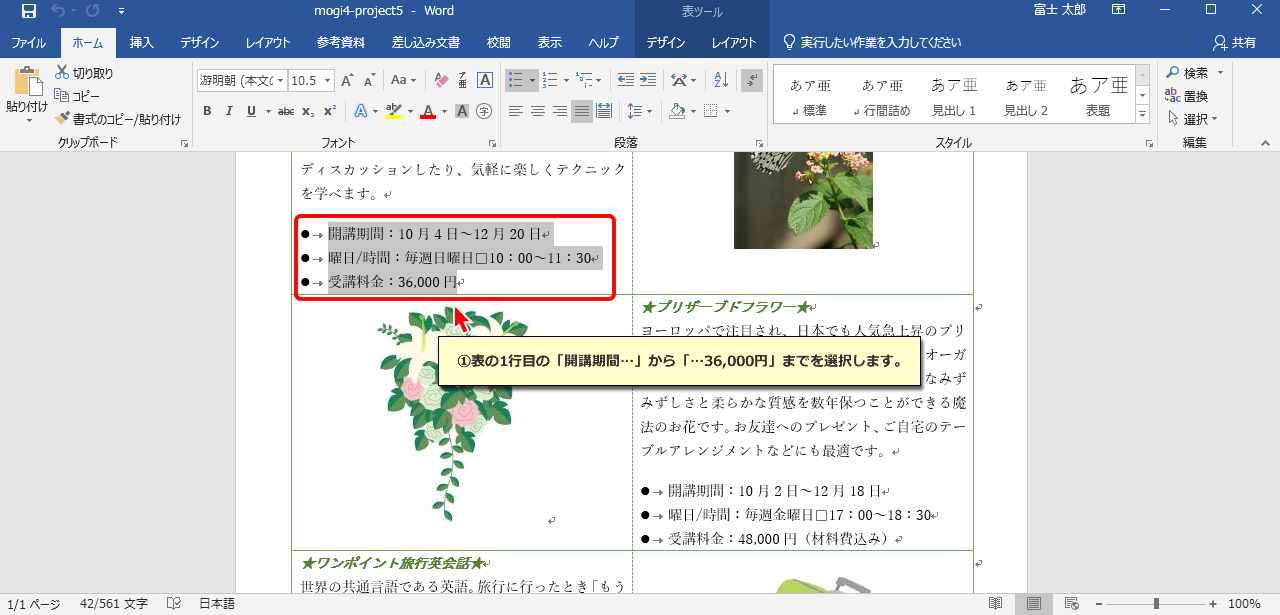 mogi4-project5 - Word
表ツール
富士 太郎
ファイル ホーム 挿入 デザイン レイアウト 参考資料 差し込み文書 校閲 表示 ヘルプ デザイン レイアウト 実行したい作業を入力してください 共有
貼り付け
切り取り
コピー
書式のコピー/貼り付け
クリップボード
游明朝 (本文の 10.5
フォント
段落
あア亜 あア亜 あア亜 あア亜 あア亜
↲標準 ↲行間詰め 見出し 1 見出し 2 表題
スタイル
検索
置換
選択
編集
ディスカッションしたり、気軽に楽しくテクニック
を学べます。
●→開講期間：10 月 4 日～12 月 20 日
●→曜日/時間：毎週日曜日□10：00～11：30
●→受講料金：36,000 円
①表の1行目の「開講期間…」から「…36,000円」までを選択します。
★プリザーブドフラワー★
ヨーロッパで注目され、日本でも人気急上昇のプリ
オーガ
なみず
みずしさと柔らかな質感を数年保つことができる魔
法のお花です。お友達へのプレゼント、ご自宅のテー
ブルアレンジメントなどにも最適です。
●→開講期間：10 月 2 日～12 月 18 日
●→曜日/時間：毎週金曜日□17：00～18：30
●→受講料金：48,000 円（材料費込み）
★ワンポイント旅行英会話★
世界の共通言語である英語。旅行に行ったとき「もう
1/1 ページ 42/561 文字 日本語 100%